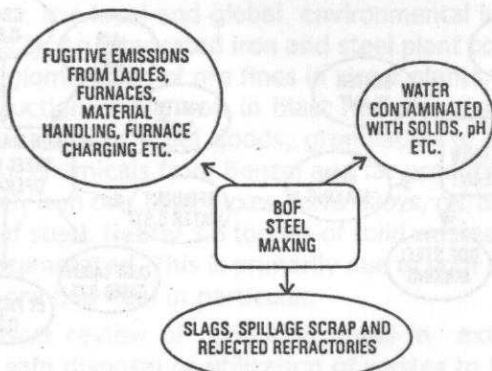 FUGITIVE EMISSIONS
FROM LADLES,
FURNACES,
MATERIAL
HANDLING, FURNACE
CHARGING ETC.
WATER
CONTAMINATED
WITH SOLIDS, pH
ETC.
BOF
STEEL
MAKING
SLAGS, SPILLAGE SCRAP AND
REJECTED REFRACTORIES